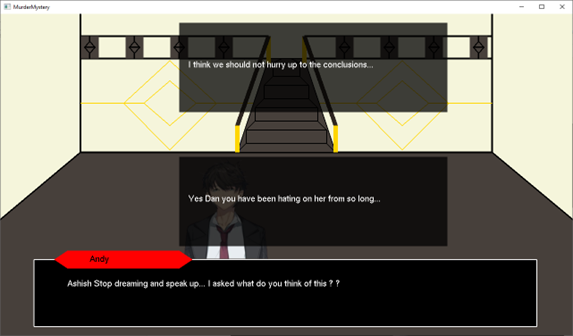 MurderMystery
I think we should not hurry up to the conclusions...
Yes Dan you have been hating on her from so long...
Andy
Ashish Stop dreaming and speak up... I asked what do you think of this ? ?